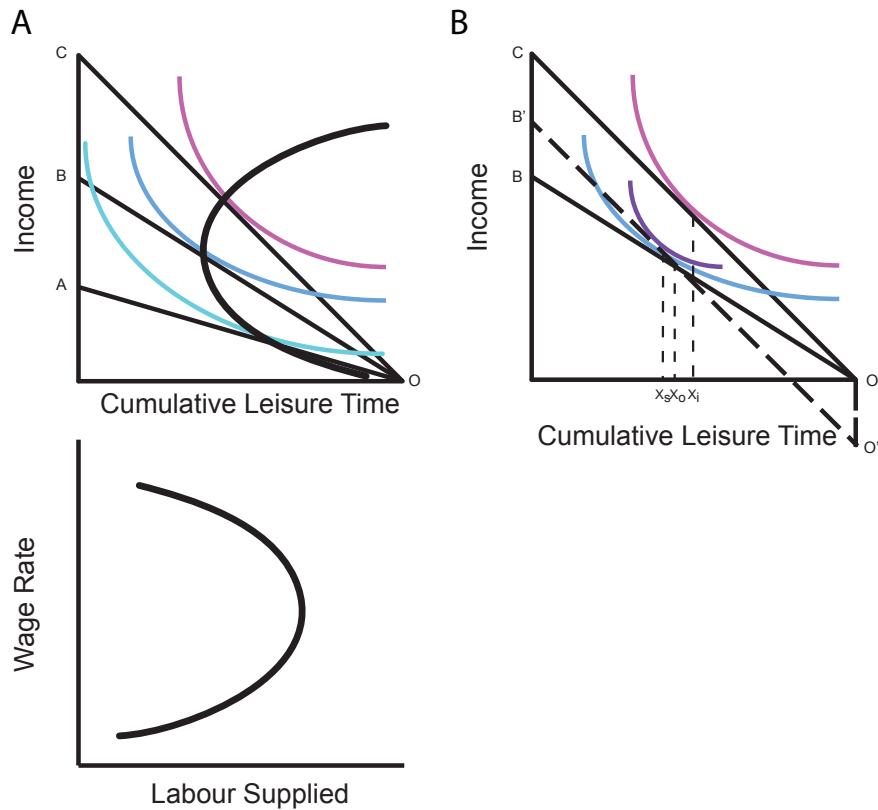 A
C
B
A
O
Income
Cumulative Leisure Time
Wage Rate
Labour Supplied
B
C
B'
B
O
O'
Income
XsXoXi
Cumulative Leisure Time